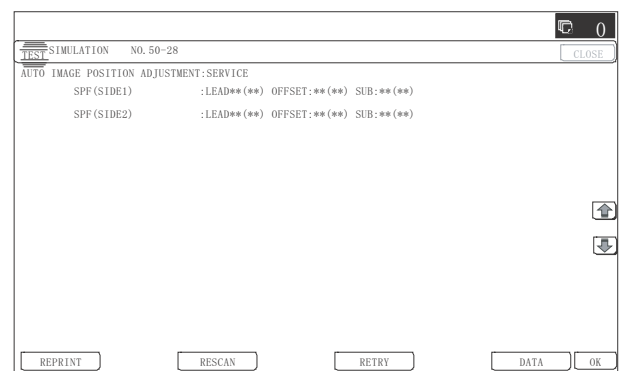 0
TEST SIMULATION NO.50-28 CLOSE
AUTO IMAGE POSITION ADJUSTMENT:SERVICE
SPF(SIDE1) :LEAD**(**) OFFSET:**(**) SUB:**(**)
SPF(SIDE2) :LEAD**(**) OFFSET:**(**) SUB:**(**)
REPRINT RESCAN RETRY DATA OK